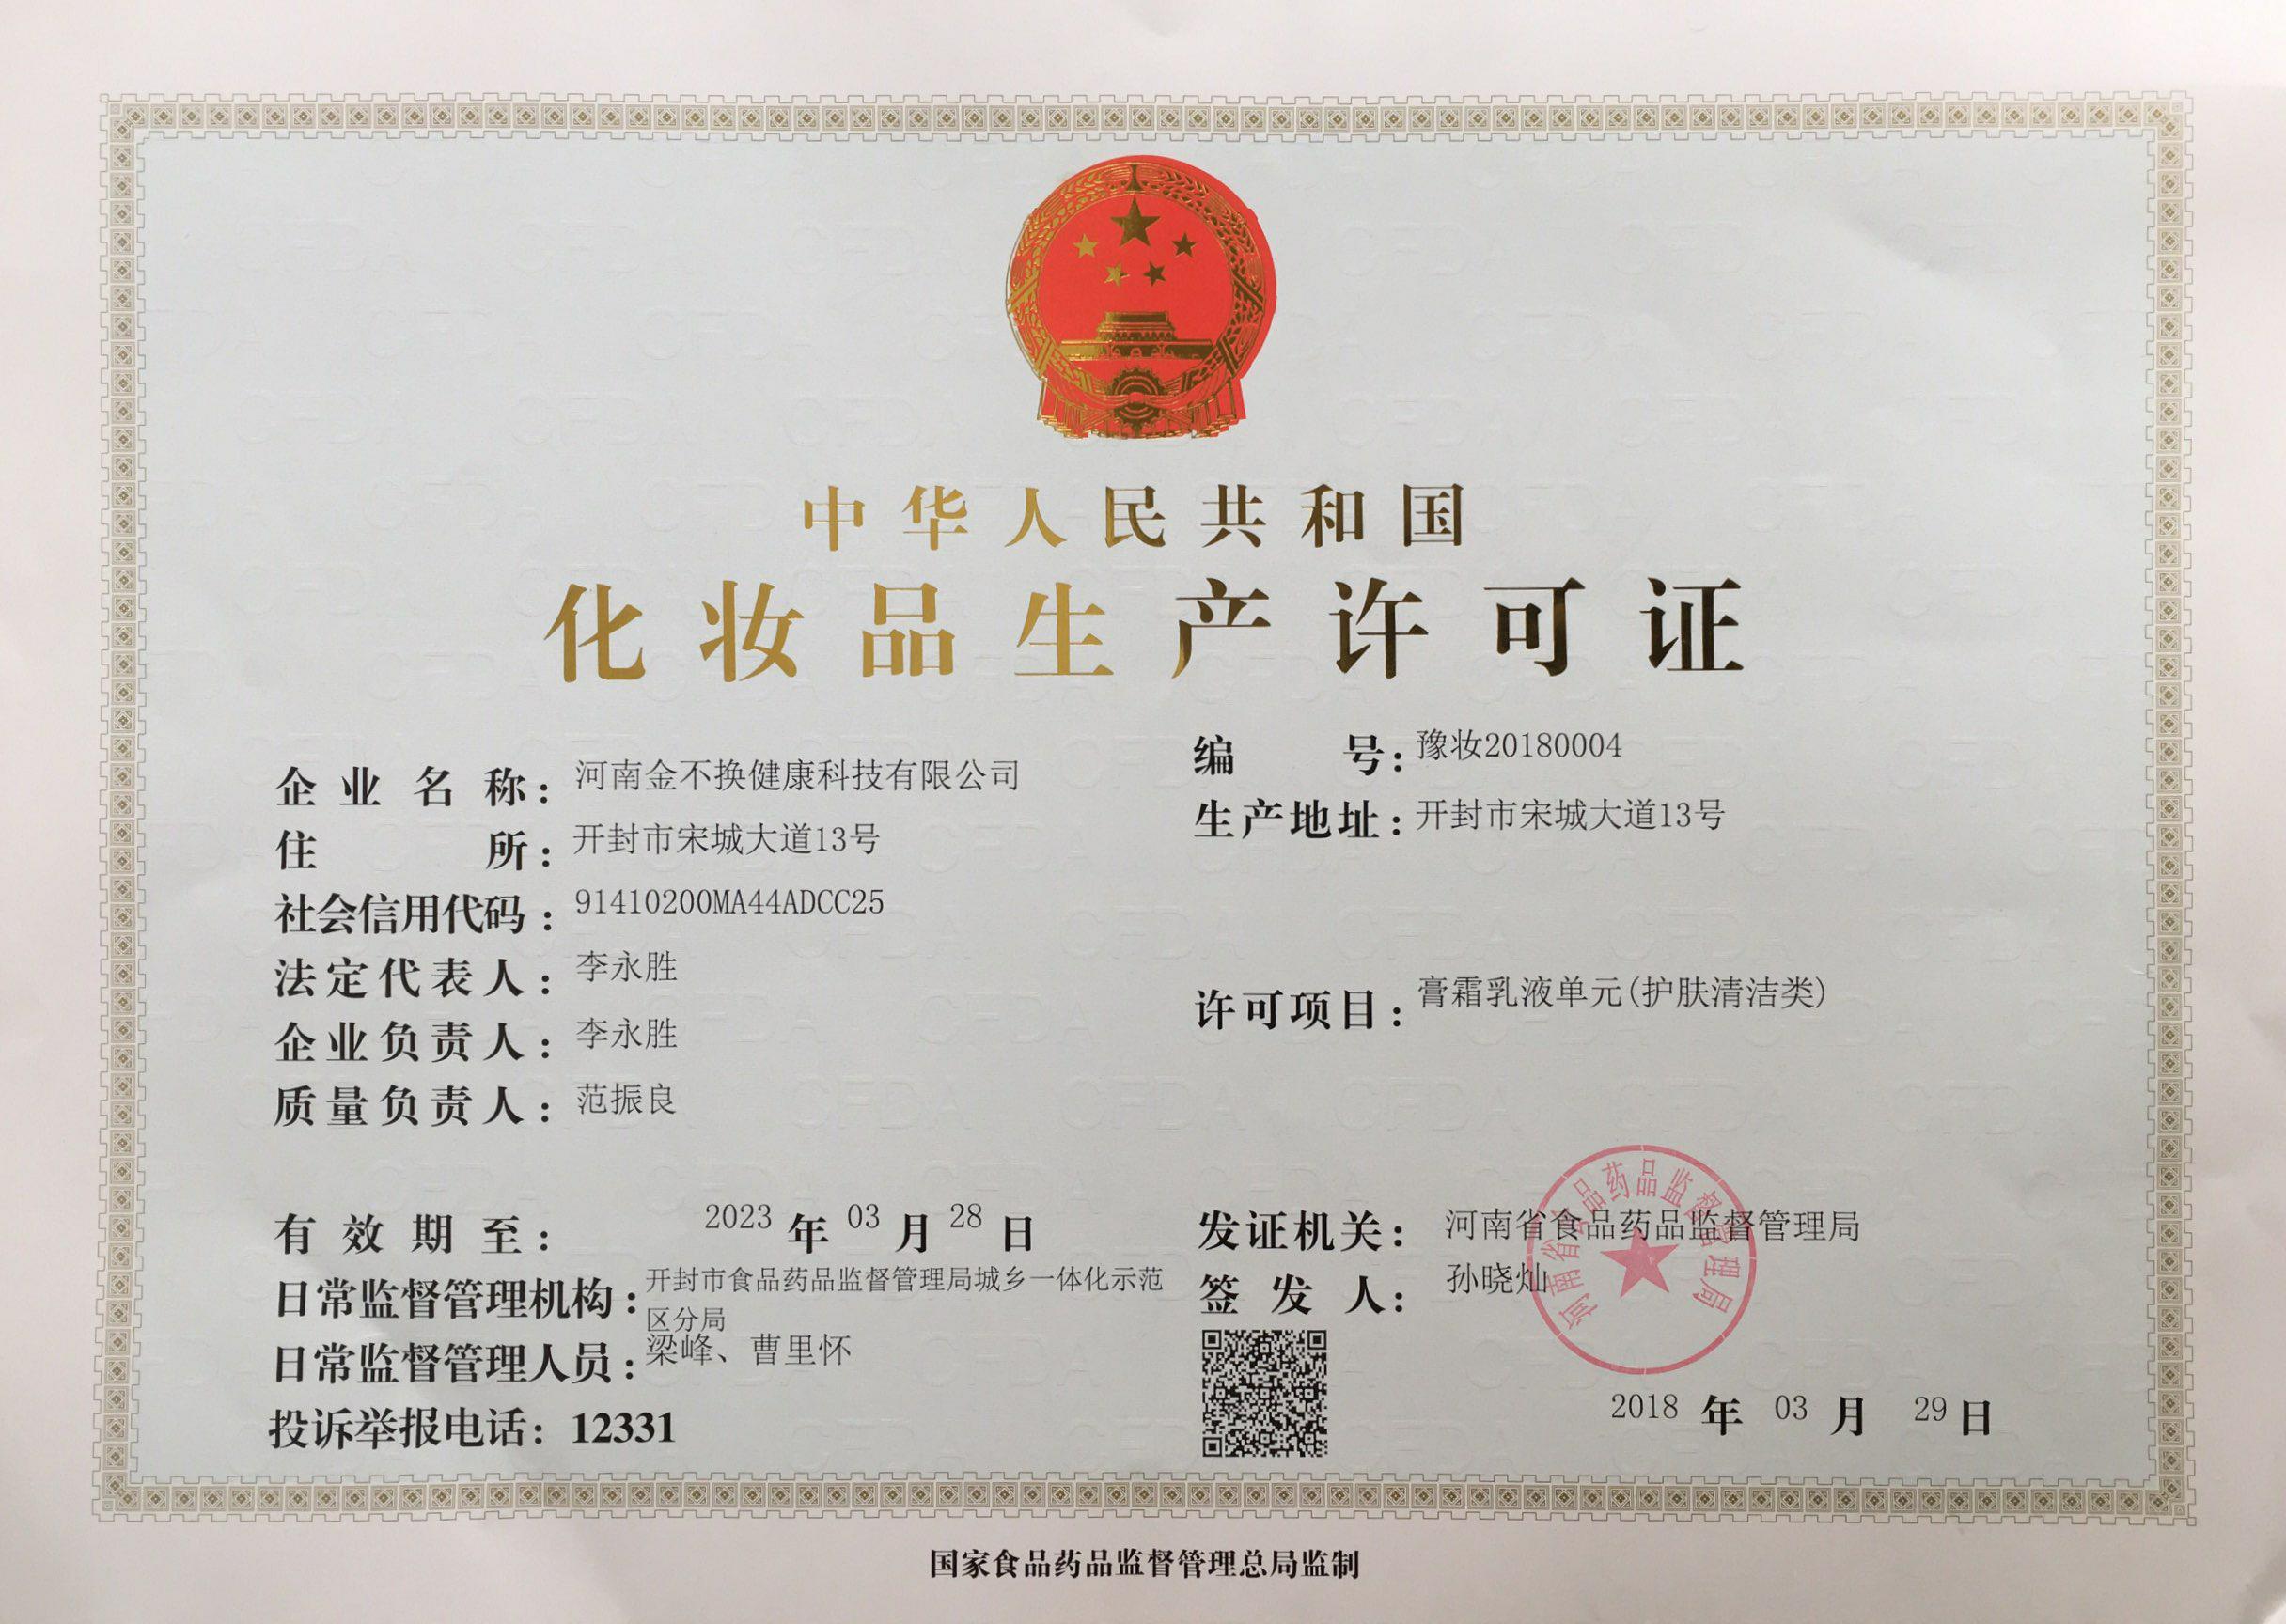 中华人民共和国
化妆品生产许可证
企业名称：河南金不换健康科技有限公司
住所：开封市宋城大道13号
社会信用代码：91410200MA44ADCC25
法定代表人：李永胜
企业负责人：李永胜
质量负责人：范振良
编号：豫妆20180004
生产地址：开封市宋城大道13号
许可项目：膏霜乳液单元(护肤清洁类)
有效期至：2023年03月28日
日常监督管理机构：开封市食品药品监督管理局城乡一体化示范
区分局
日常监督管理人员：梁峰、曹里怀
投诉举报电话：12331
发证机关：河南省食品药品监督管理局
签发人：孙晓灿
河南省食品药品监督管理局
2018年03月29日
国家食品药品监督管理总局监制